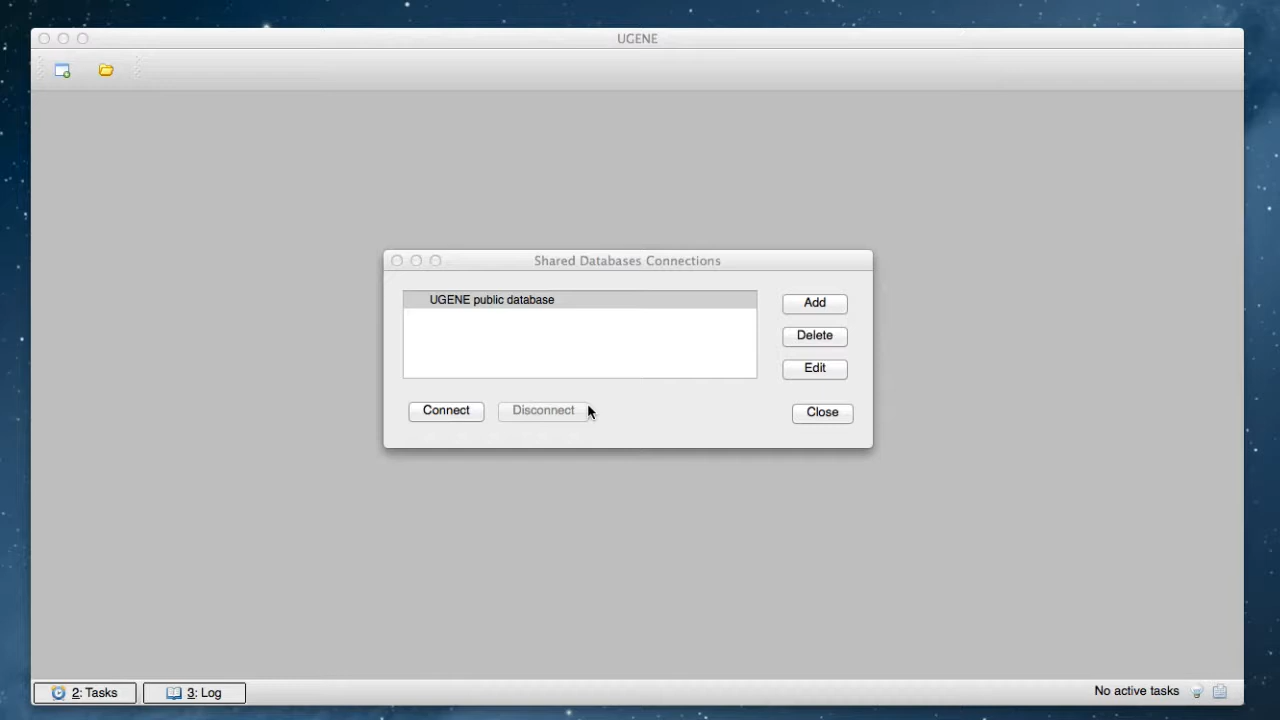 UGENE
Shared Databases Connections
UGENE public database
Add
Delete
Edit
Connect
Disconnect
Close
2: Tasks
3: Log
No active tasks